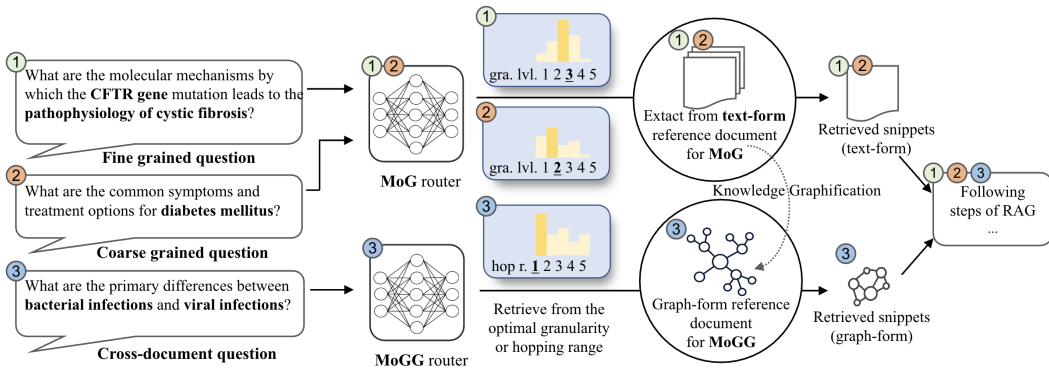 1
What are the molecular mechanisms by
which the CFTR gene mutation leads to the
pathophysiology of cystic fibrosis?
Fine grained question
2
What are the common symptoms and
treatment options for diabetes mellitus?
Coarse grained question
3
What are the primary differences between
bacterial infections and viral infections?
Cross-document question
1 2
MoG router
3
MoGG router
1
gra. lvl. 1 2 3 4 5
2
gra. lvl. 1 2 3 4 5
3
hop r. 1 2 3 4 5
Retrieve from the
optimal granularity
or hopping range
1 2
Extact from text-form
reference document
for MoG
Knowledge Graphification
3
Graph-form reference
document
for MoGG
1 2
Retrieved snippets
(text-form)
3
Retrieved snippets
(graph-form)
1 2 3
Following
steps of RAG
...